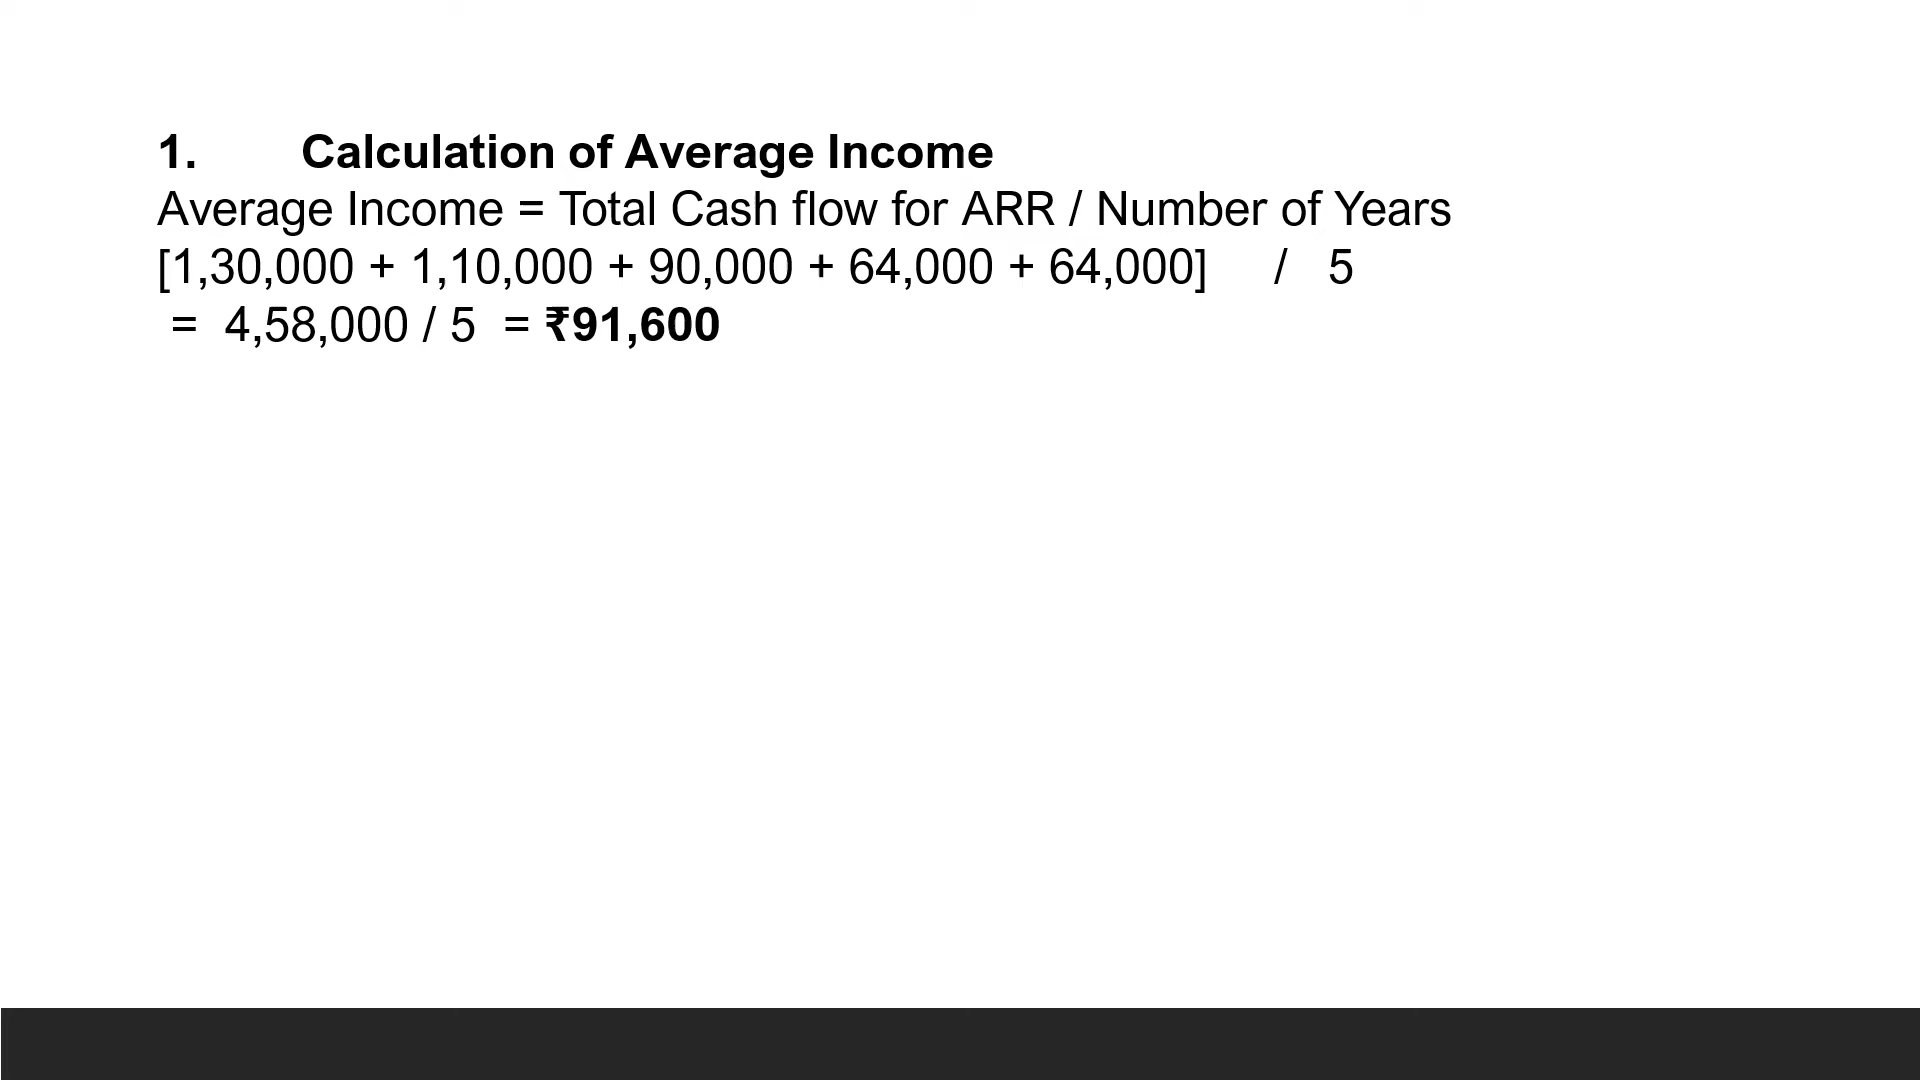 1. Calculation of Average Income
Average Income = Total Cash flow for ARR / Number of Years
[1,30,000 + 1,10,000 + 90,000 + 64,000 + 64,000] / 5
= 4,58,000 / 5 = ₹91,600